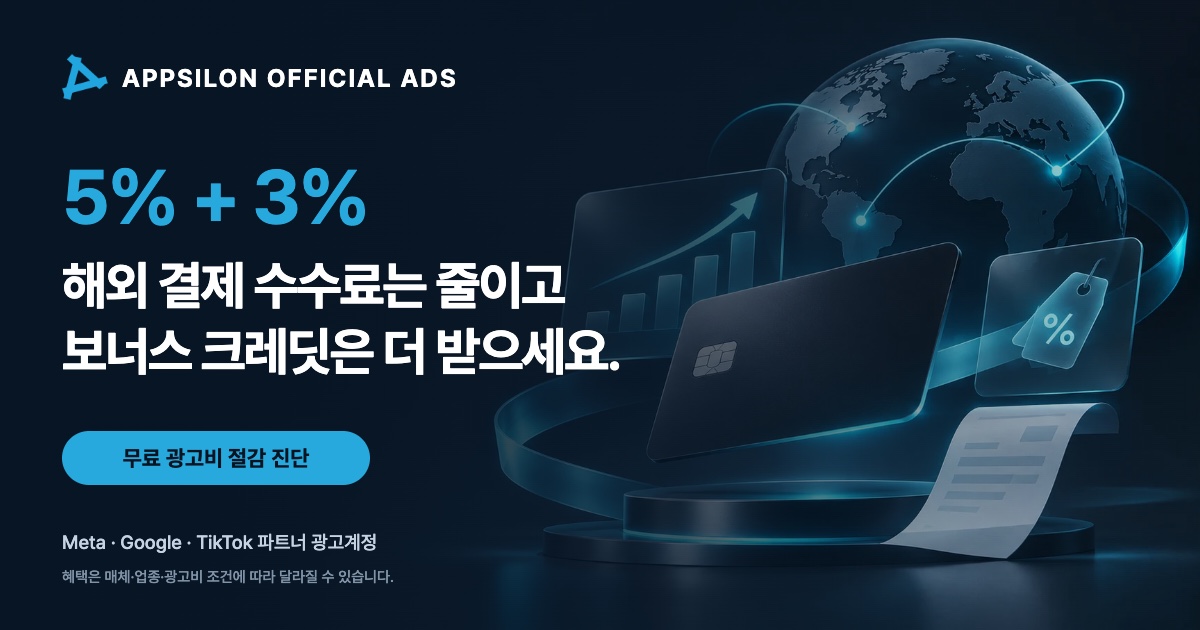 APPSILON OFFICIAL ADS
5% + 3%
해외 결제 수수료는 줄이고
보너스 크레딧은 더 받으세요.
%
무료 광고비 절감 진단
Meta · Google · TikTok 파트너 광고계정
혜택은 매체·업종·광고비 조건에 따라 달라질 수 있습니다.